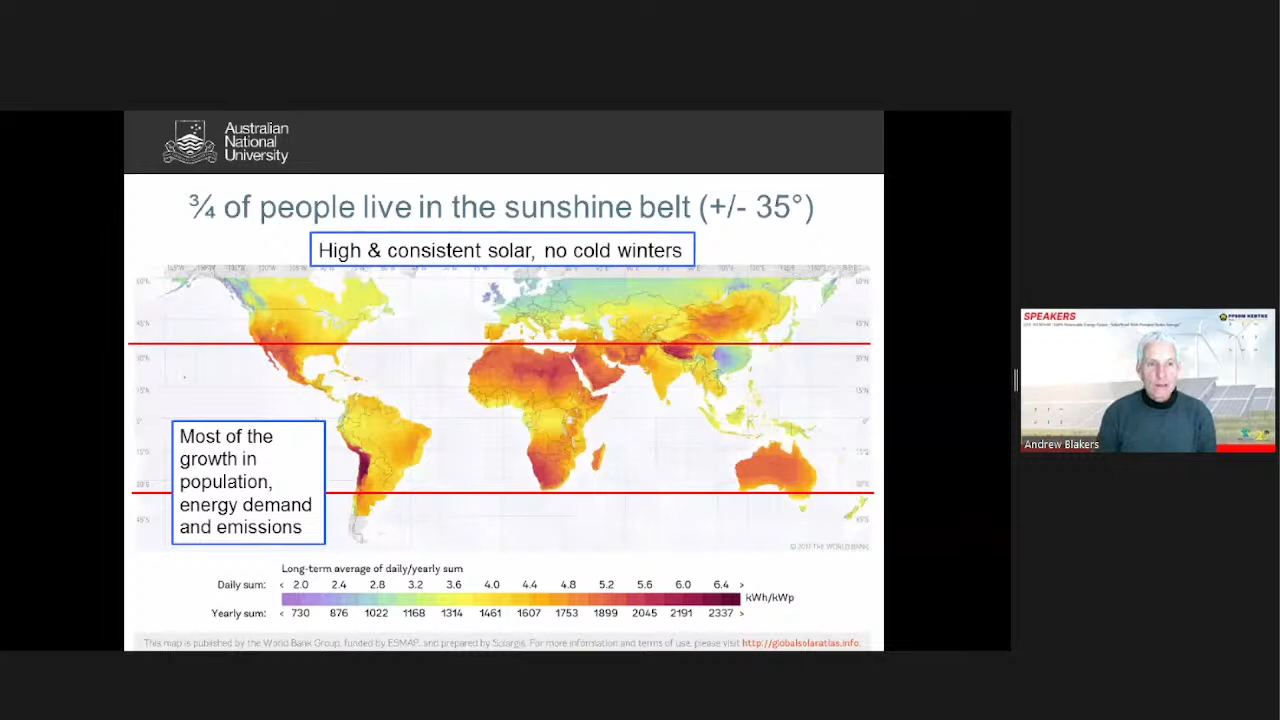 Australian
National
University
¾ of people live in the sunshine belt (+/- 35°)
High & consistent solar, no cold winters
Most of the
growth in
population,
energy demand
and emissions
© 2017 THE WORLD BANK
Long-term average of daily/yearly sum
Daily sum: < 2.0 2.4 2.8 3.2 3.6 4.0 4.4 4.8 5.2 5.6 6.0 6.4 >
kWh/kWp
Yearly sum: < 730 876 1022 1168 1314 1461 1607 1753 1899 2045 2191 2337 >
This map is published by the World Bank Group, funded by ESMAP, and prepared by Solargis. For more information and terms of use, please visit http://globalsolaratlas.info.
SPEAKERS
PPSDM KEBTKE
Andrew Blakers